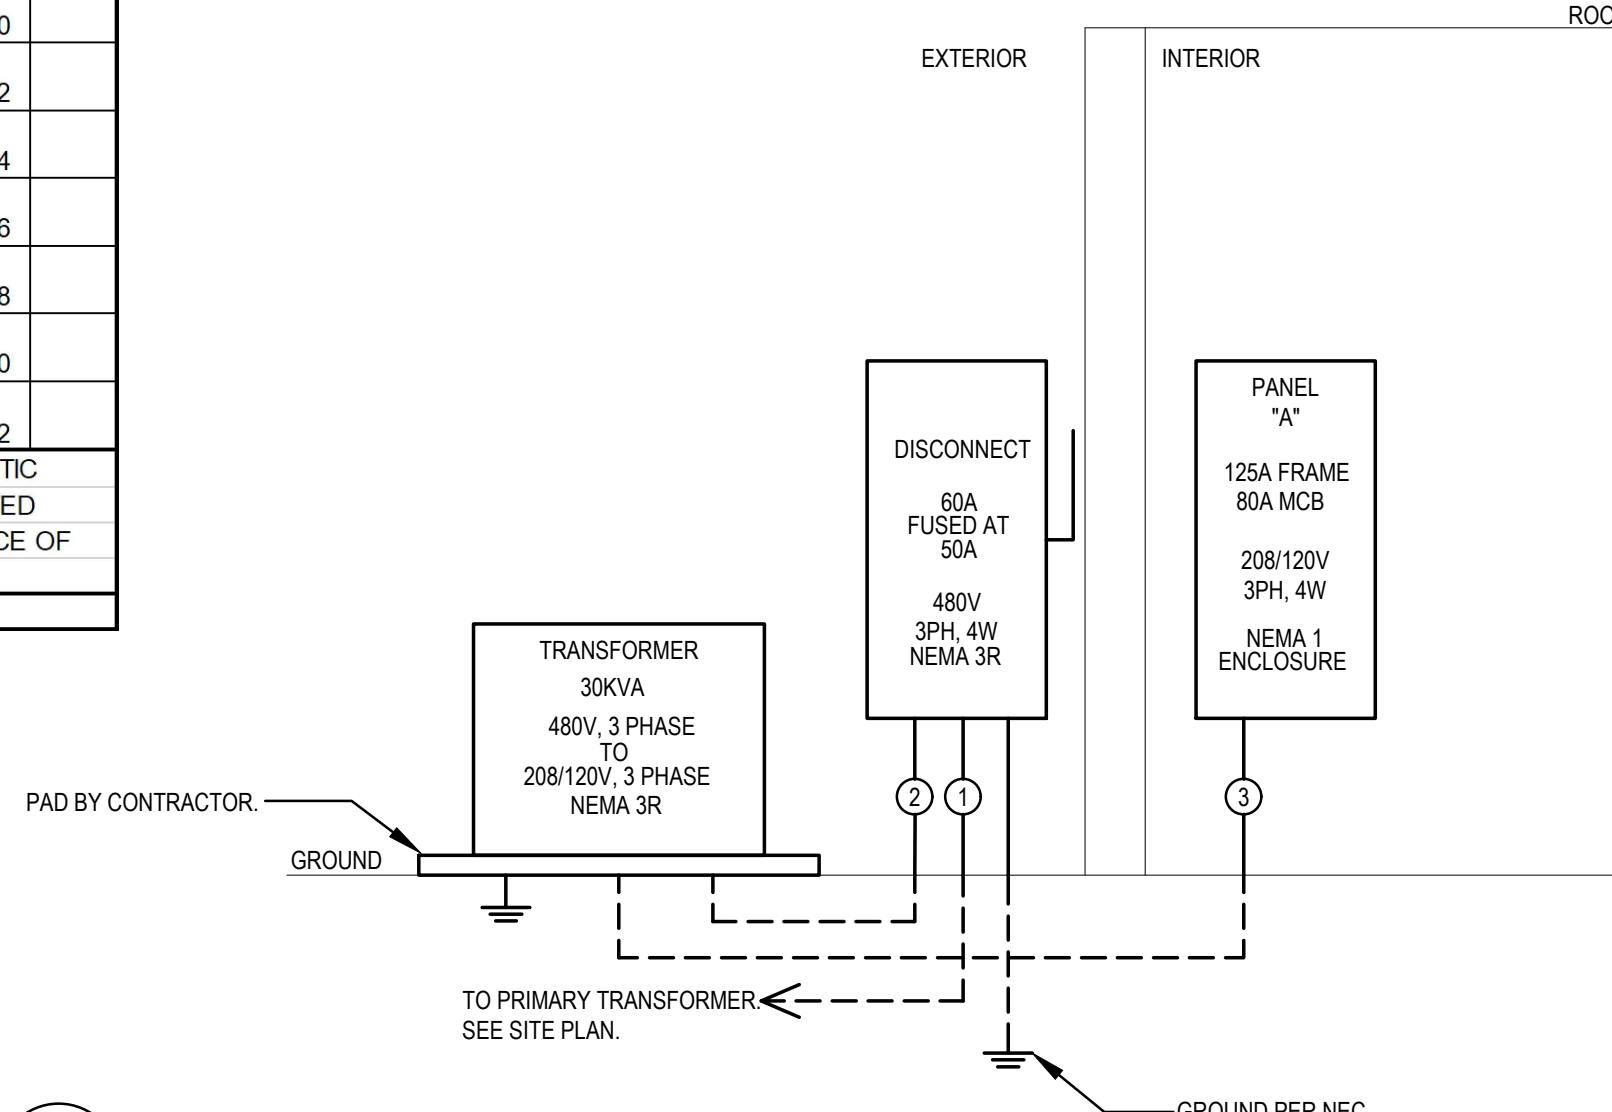 0
2
4
6
8
0
2
TIC
ED
CE OF
EXTERIOR
INTERIOR
ROO
DISCONNECT
60A
FUSED AT
50A
480V
3PH, 4W
NEMA 3R
PANEL
"A"
125A FRAME
80A MCB
208/120V
3PH, 4W
NEMA 1
ENCLOSURE
TRANSFORMER
30KVA
480V, 3 PHASE
TO
208/120V, 3 PHASE
NEMA 3R
PAD BY CONTRACTOR.
GROUND
2
1
3
TO PRIMARY TRANSFORMER.
SEE SITE PLAN.
GROUND PER NEC